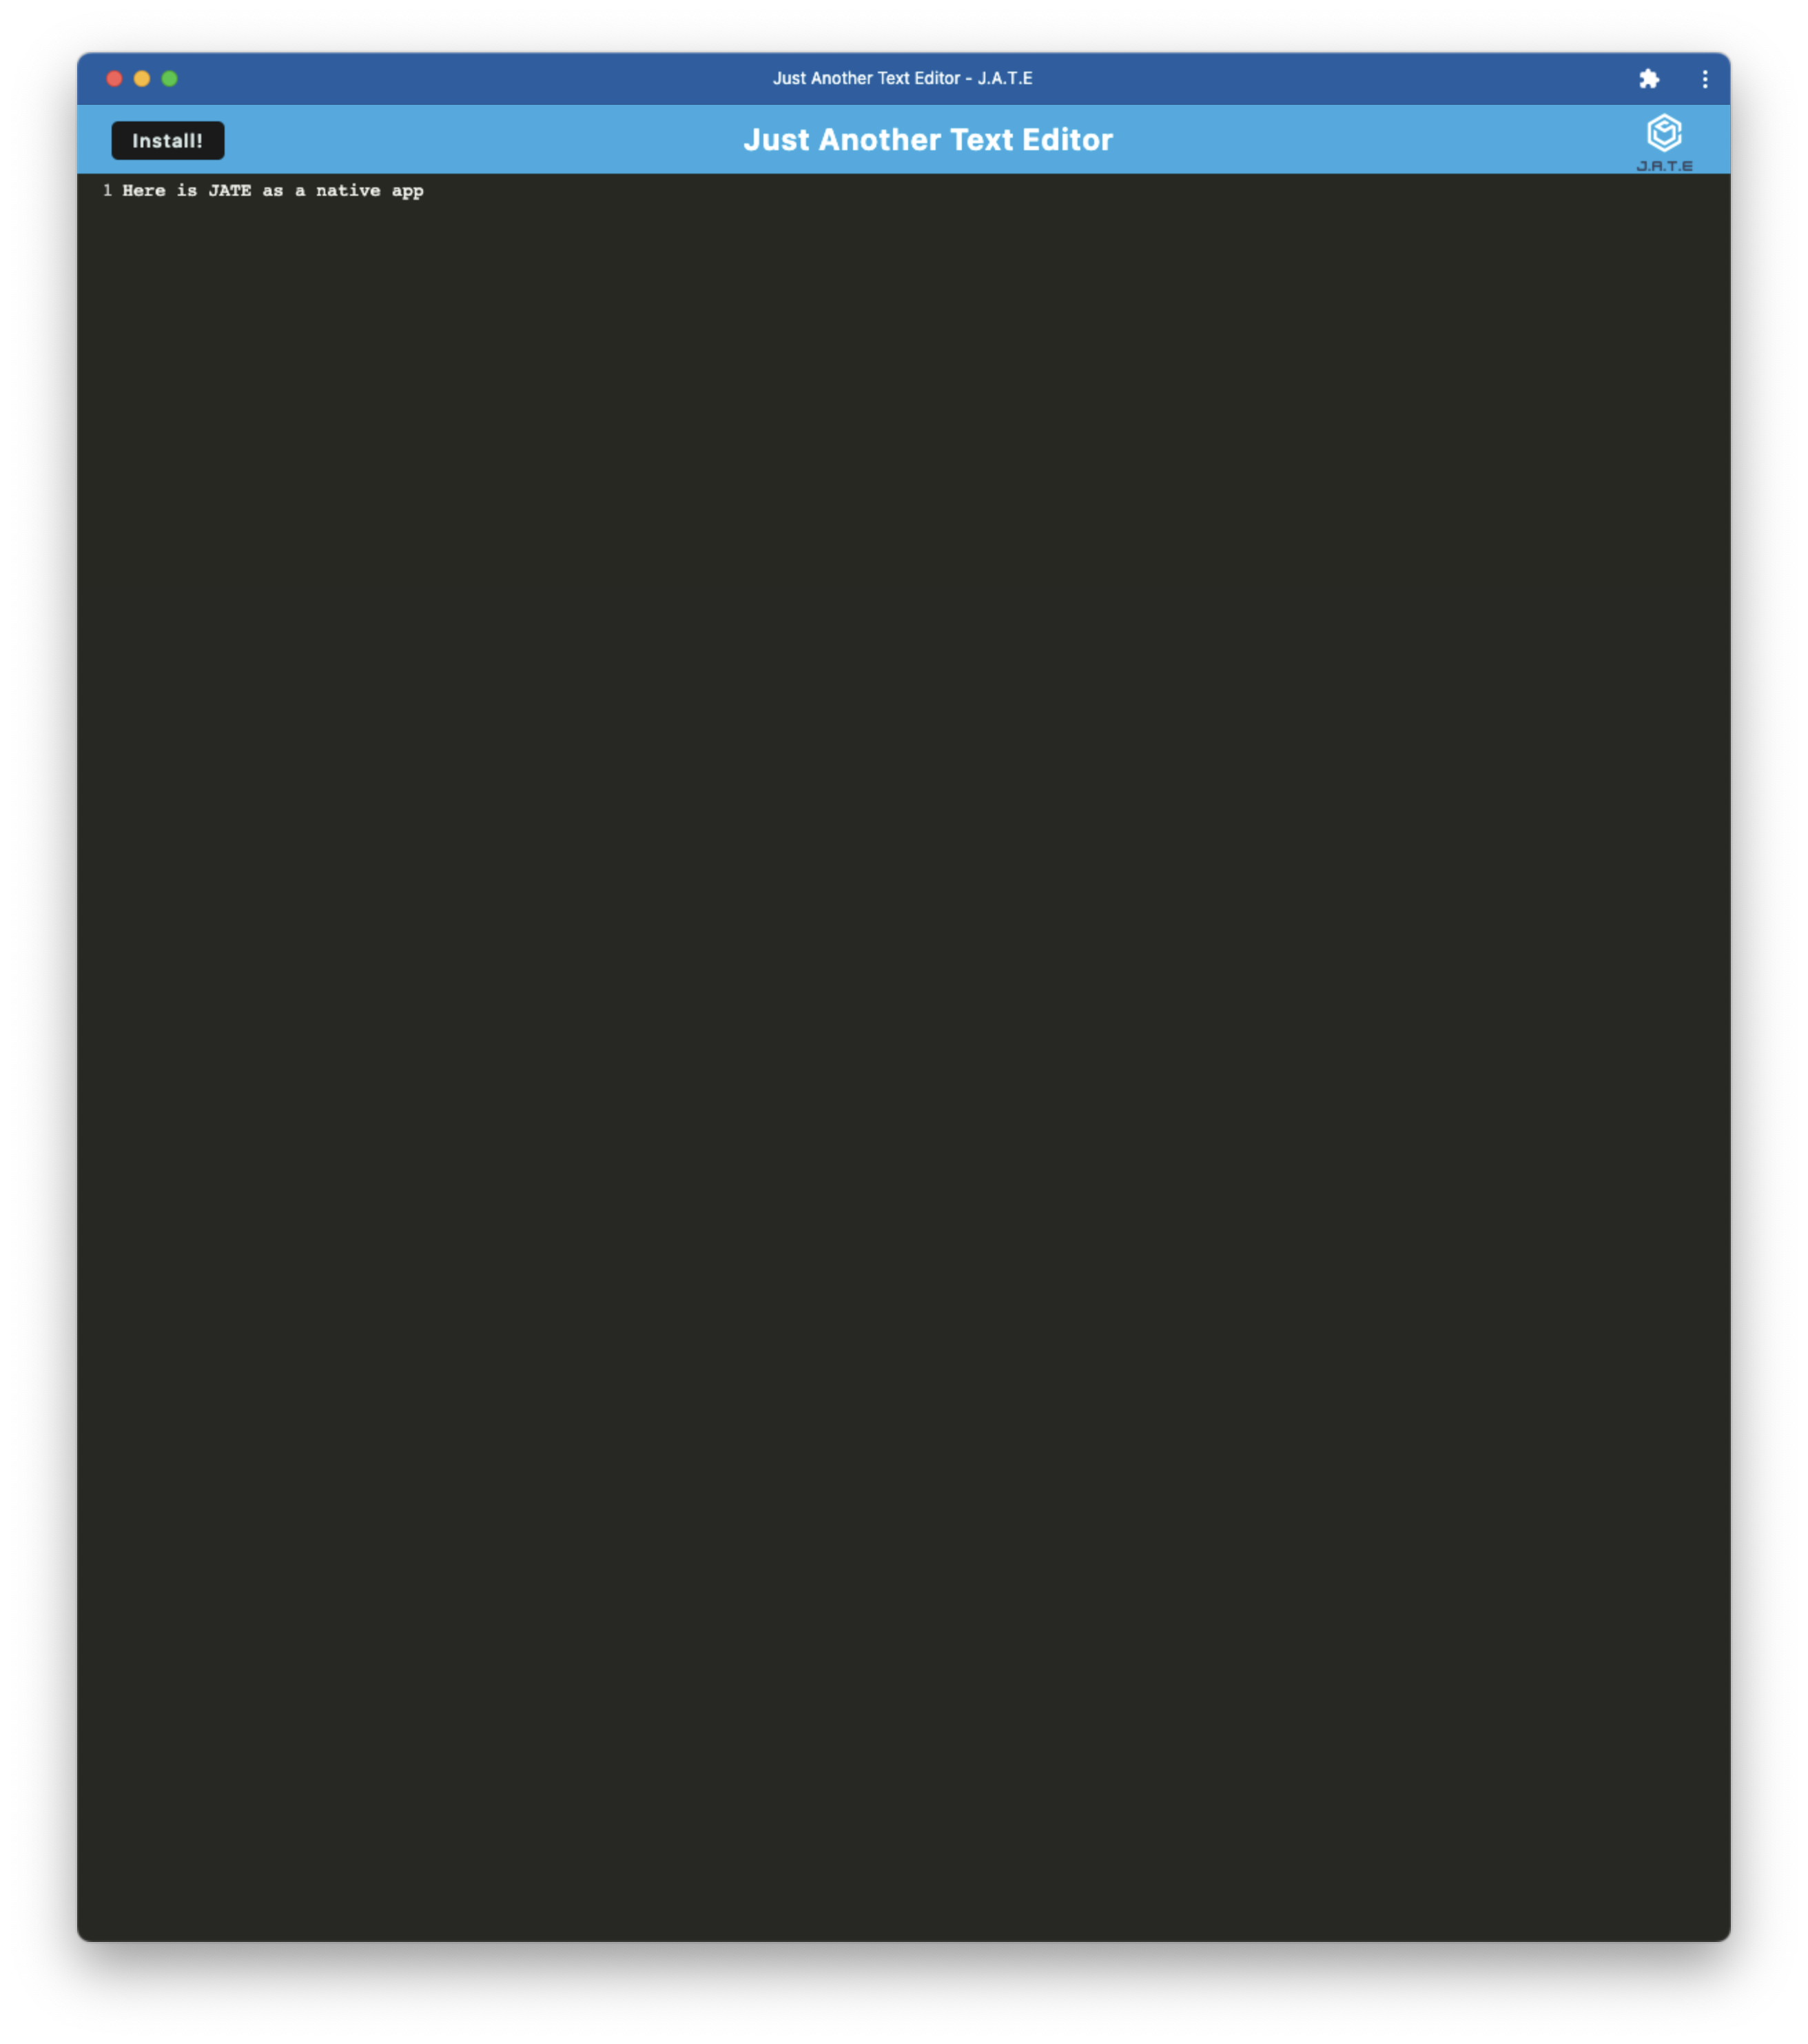 Just Another Text Editor - J.A.T.E
Install!
Just Another Text Editor
J.A.T.E
1 Here is JATE as a native app